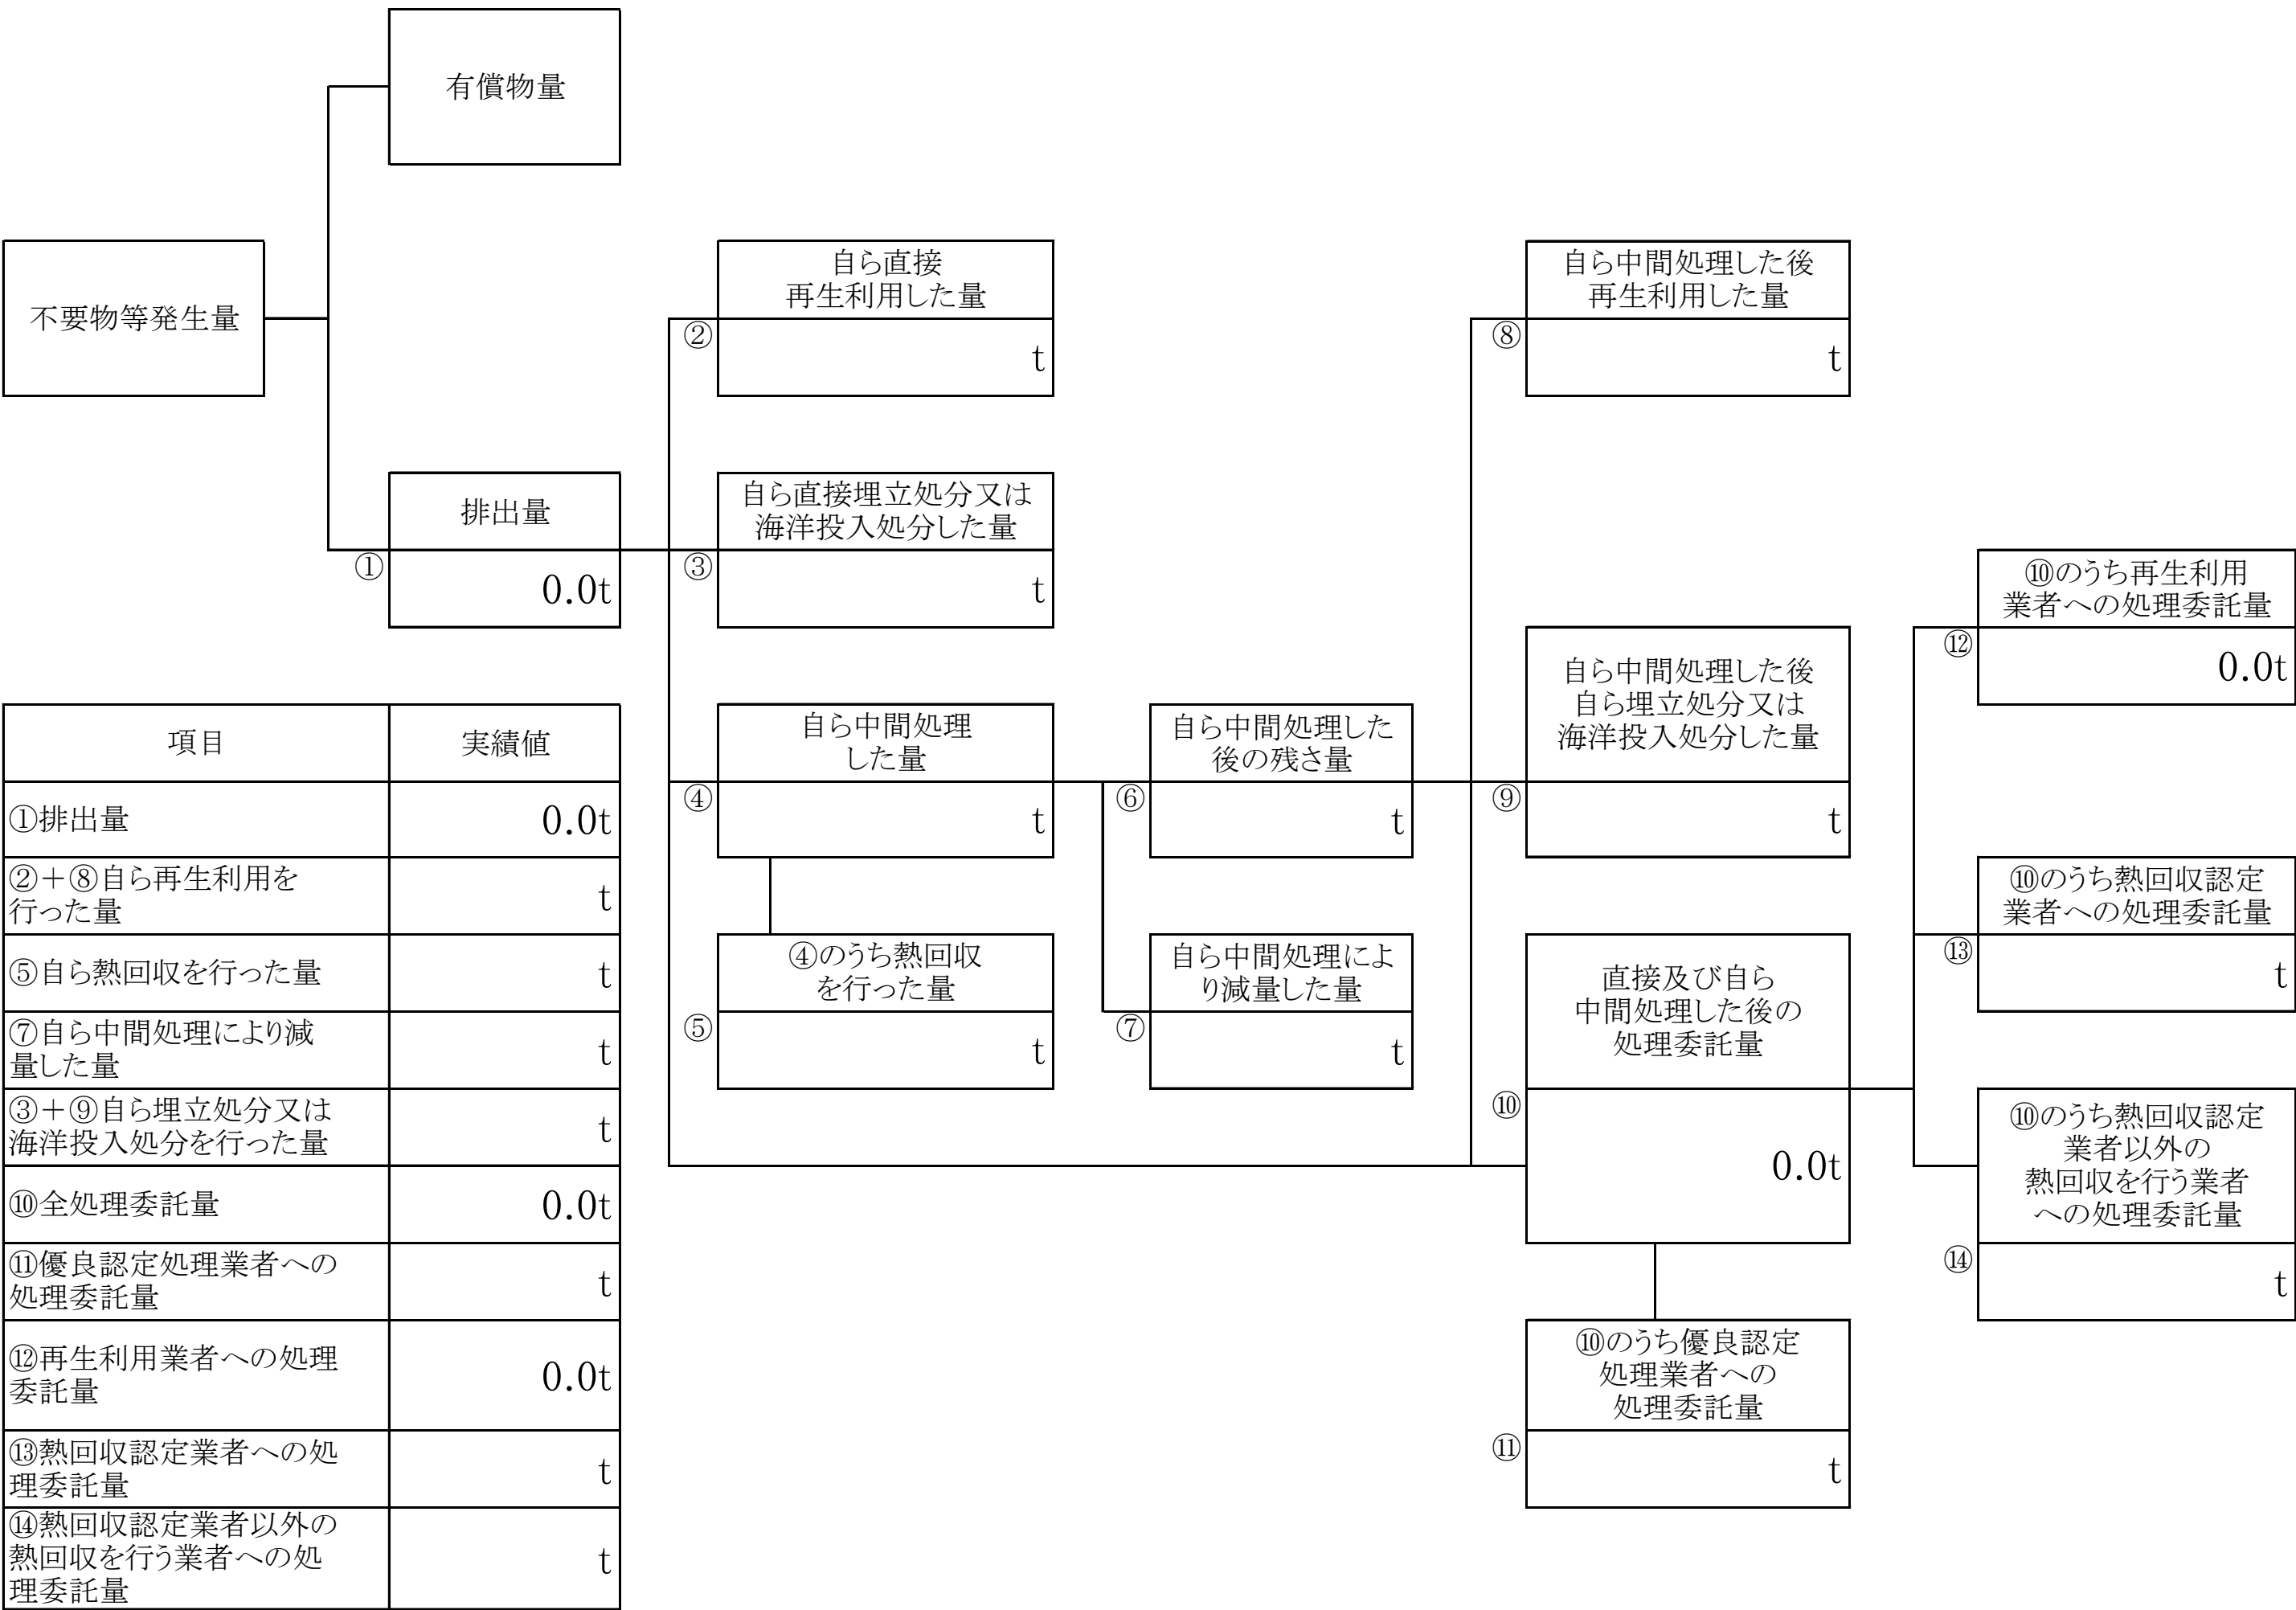 有償物量
不要物等発生量
自ら直接
再生利用した量
②
t
自ら中間処理した後
再生利用した量
⑧
t
排出量
①
0.0t
自ら直接埋立処分又は
海洋投入処分した量
③
t
⑩のうち再生利用
業者への処理委託量
⑫
0.0t
自ら中間処理
した量
④
t
自ら中間処理した
後の残さ量
⑥
t
自ら中間処理した後
自ら埋立処分又は
海洋投入処分した量
⑨
t
⑩のうち熱回収認定
業者への処理委託量
⑬
t
④のうち熱回収
を行った量
⑤
t
自ら中間処理によ
り減量した量
⑦
t
直接及び自ら
中間処理した後の
処理委託量
⑩
0.0t
⑩のうち熱回収認定
業者以外の
熱回収を行う業者
への処理委託量
⑭
t
⑩のうち優良認定
処理業者への
処理委託量
⑪
t
項目 実績値
①排出量 0.0t
②＋⑧自ら再生利用を
行った量 t
⑤自ら熱回収を行った量 t
⑦自ら中間処理により減
量した量 t
③＋⑨自ら埋立処分又は
海洋投入処分を行った量 t
⑩全処理委託量 0.0t
⑪優良認定処理業者への
処理委託量 t
⑫再生利用業者への処理
委託量 0.0t
⑬熱回収認定業者への処
理委託量 t
⑭熱回収認定業者以外の
熱回収を行う業者への処
理委託量 t